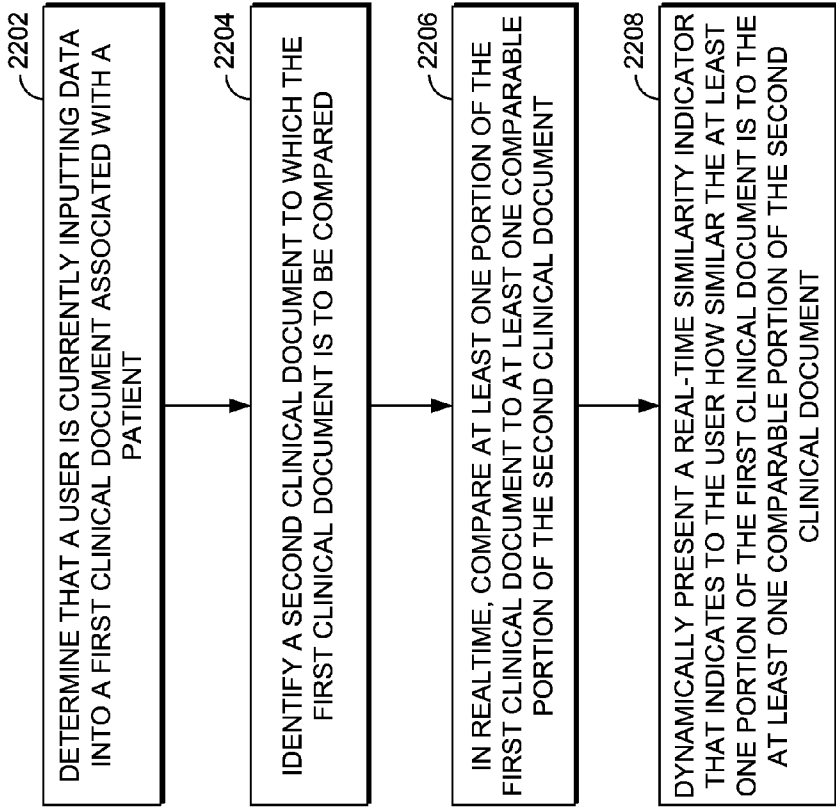 2202
DETERMINE THAT A USER IS CURRENTLY INPUTTING DATA
INTO A FIRST CLINICAL DOCUMENT ASSOCIATED WITH A
PATIENT
2204
IDENTIFY A SECOND CLINICAL DOCUMENT TO WHICH THE
FIRST CLINICAL DOCUMENT IS TO BE COMPARED
2206
IN REALTIME, COMPARE AT LEAST ONE PORTION OF THE
FIRST CLINICAL DOCUMENT TO AT LEAST ONE COMPARABLE
PORTION OF THE SECOND CLINICAL DOCUMENT
2208
DYNAMICALLY PRESENT A REAL-TIME SIMILARITY INDICATOR
THAT INDICATES TO THE USER HOW SIMILAR THE AT LEAST
ONE PORTION OF THE FIRST CLINICAL DOCUMENT IS TO THE
AT LEAST ONE COMPARABLE PORTION OF THE SECOND
CLINICAL DOCUMENT